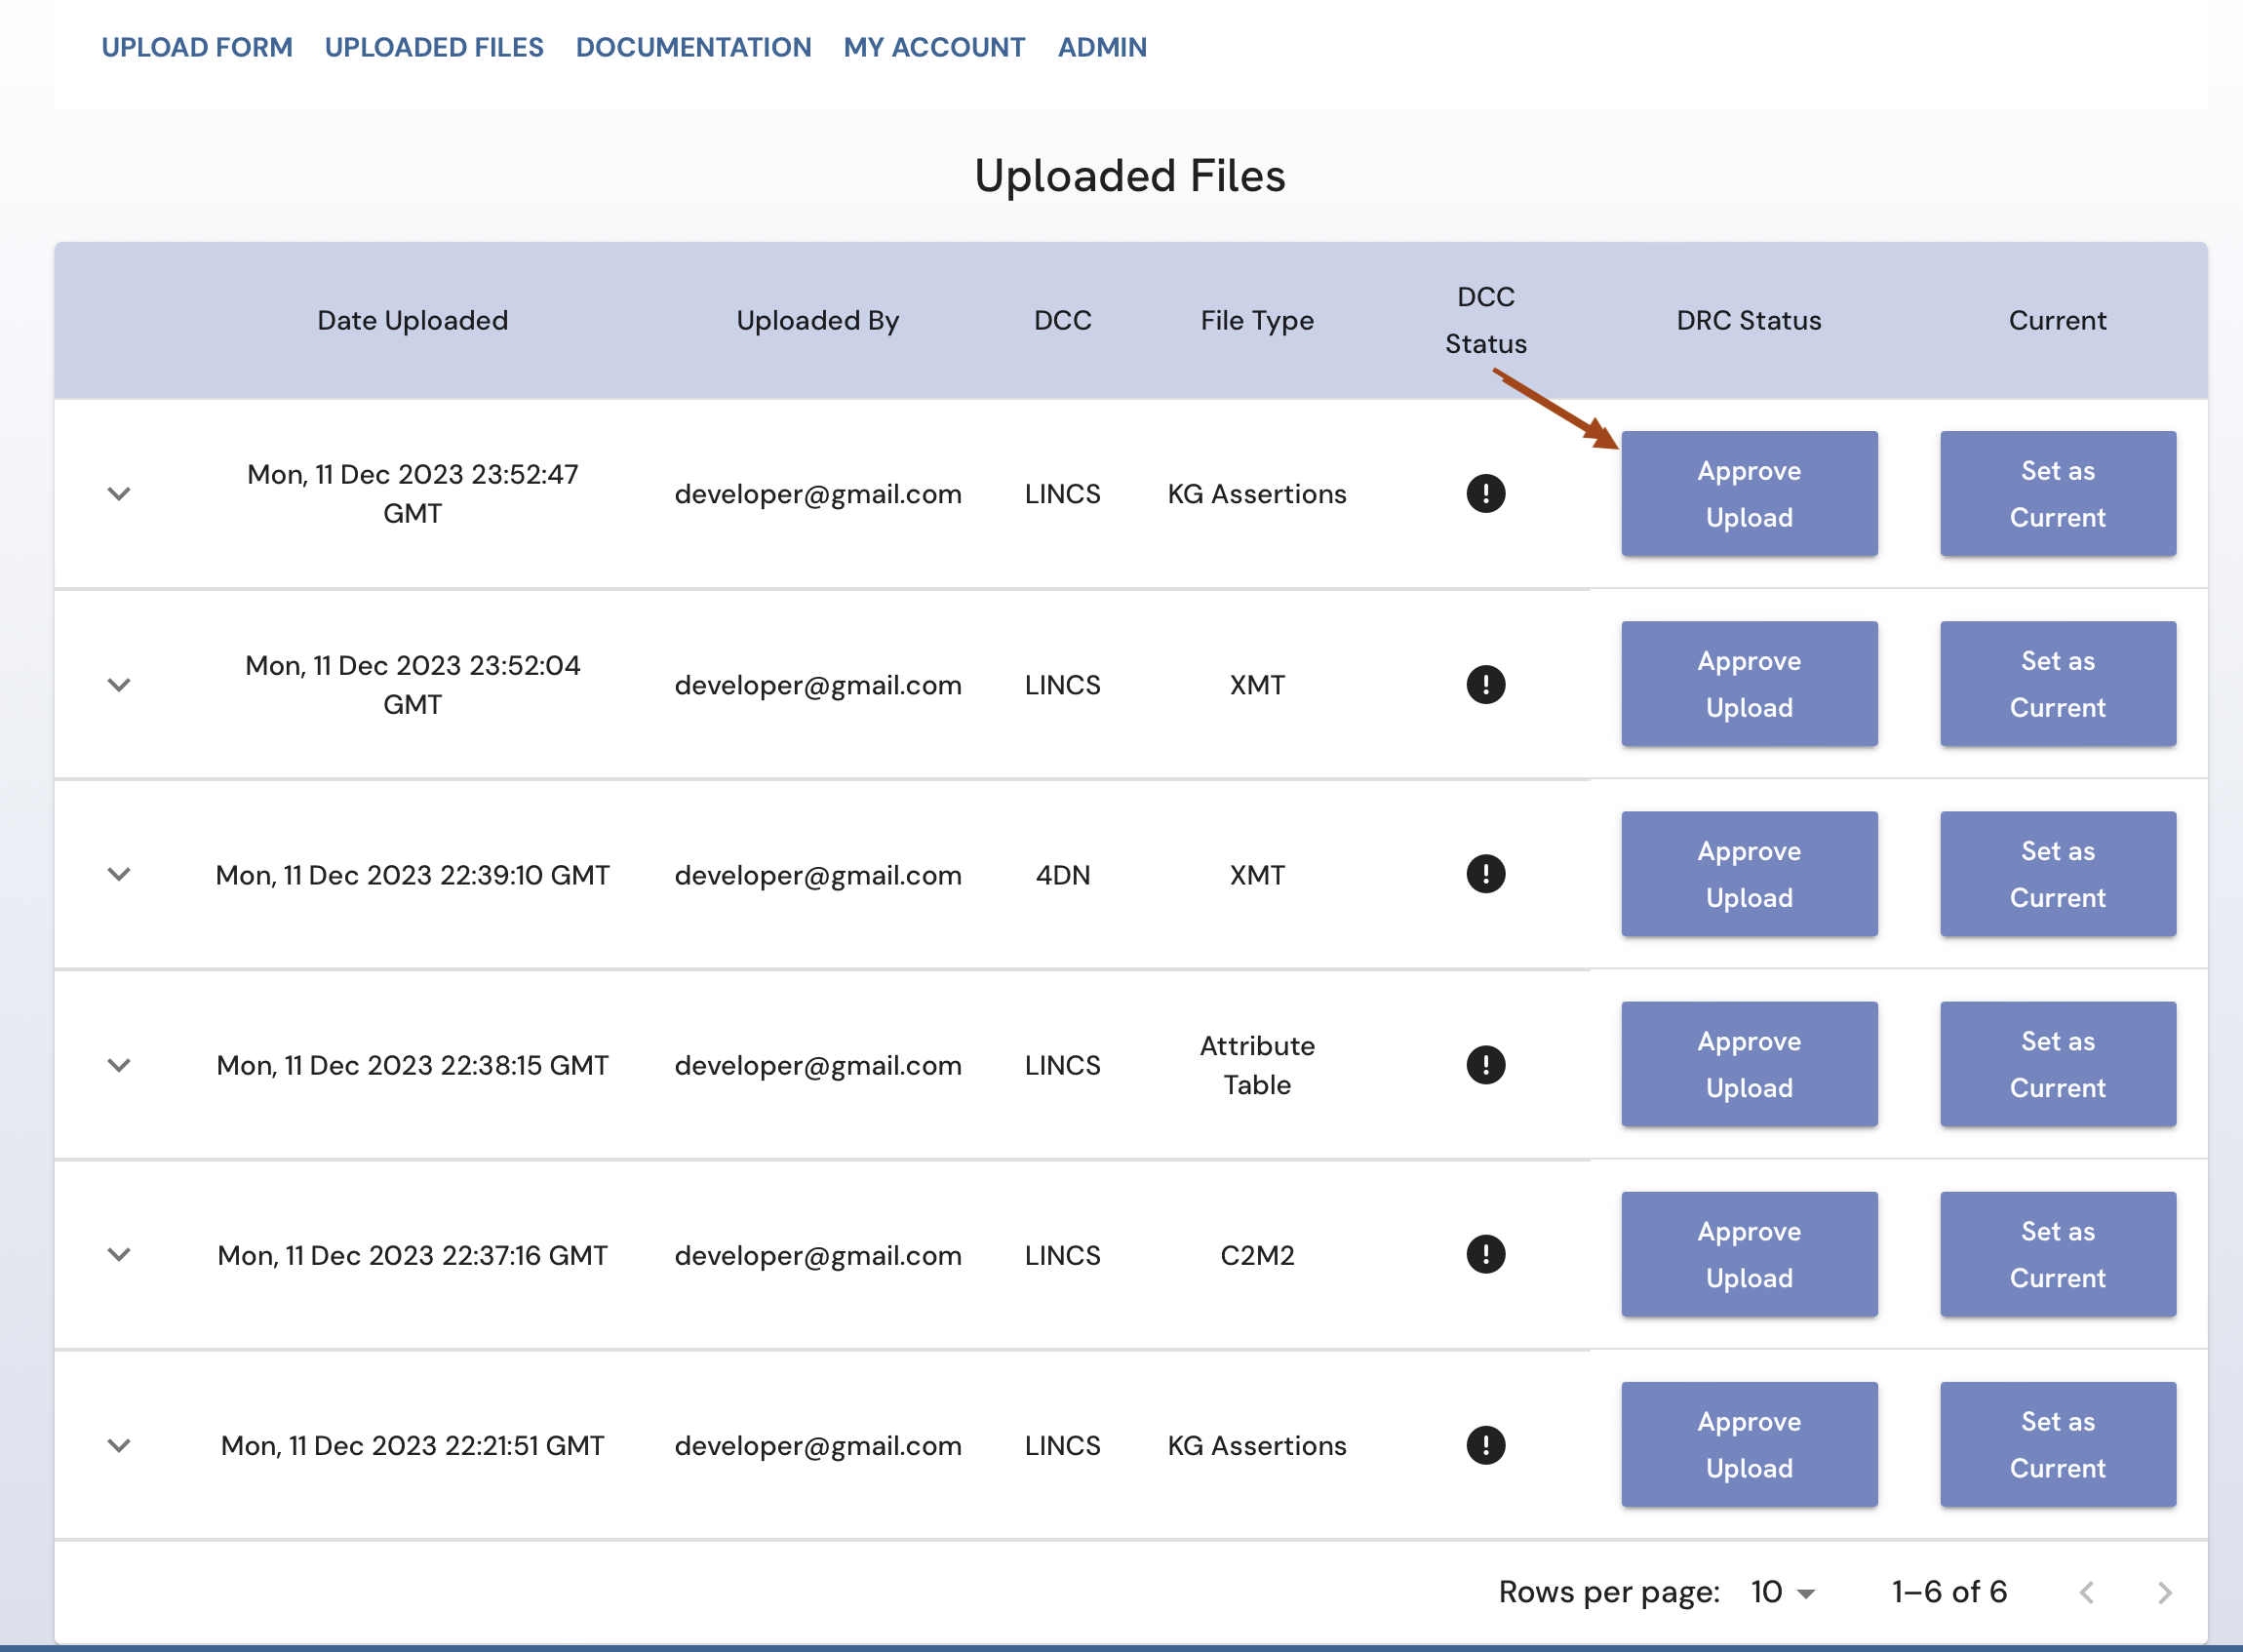 UPLOAD FORM UPLOADED FILES DOCUMENTATION MY ACCOUNT ADMIN
Uploaded Files
Date Uploaded Uploaded By DCC File Type DCC Status DRC Status Current
Mon, 11 Dec 2023 23:52:47 GMT developer@gmail.com LINCS KG Assertions ! Approve Upload Set as Current
Mon, 11 Dec 2023 23:52:04 GMT developer@gmail.com LINCS XMT ! Approve Upload Set as Current
Mon, 11 Dec 2023 22:39:10 GMT developer@gmail.com 4DN XMT ! Approve Upload Set as Current
Mon, 11 Dec 2023 22:38:15 GMT developer@gmail.com LINCS Attribute Table ! Approve Upload Set as Current
Mon, 11 Dec 2023 22:37:16 GMT developer@gmail.com LINCS C2M2 ! Approve Upload Set as Current
Mon, 11 Dec 2023 22:21:51 GMT developer@gmail.com LINCS KG Assertions ! Approve Upload Set as Current
Rows per page: 10 1–6 of 6